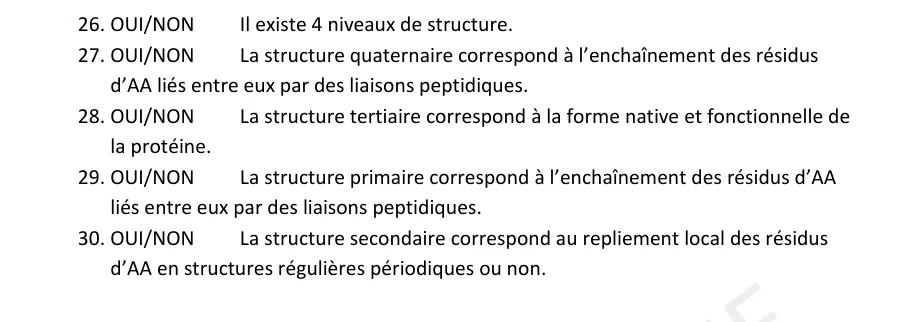 26. OUI/NON Il existe 4 niveaux de structure.
27. OUI/NON La structure quaternaire correspond à l’enchaînement des résidus
d’AA liés entre eux par des liaisons peptidiques.
28. OUI/NON La structure tertiaire correspond à la forme native et fonctionnelle de
la protéine.
29. OUI/NON La structure primaire correspond à l’enchaînement des résidus d’AA
liés entre eux par des liaisons peptidiques.
30. OUI/NON La structure secondaire correspond au repliement local des résidus
d’AA en structures régulières périodiques ou non.